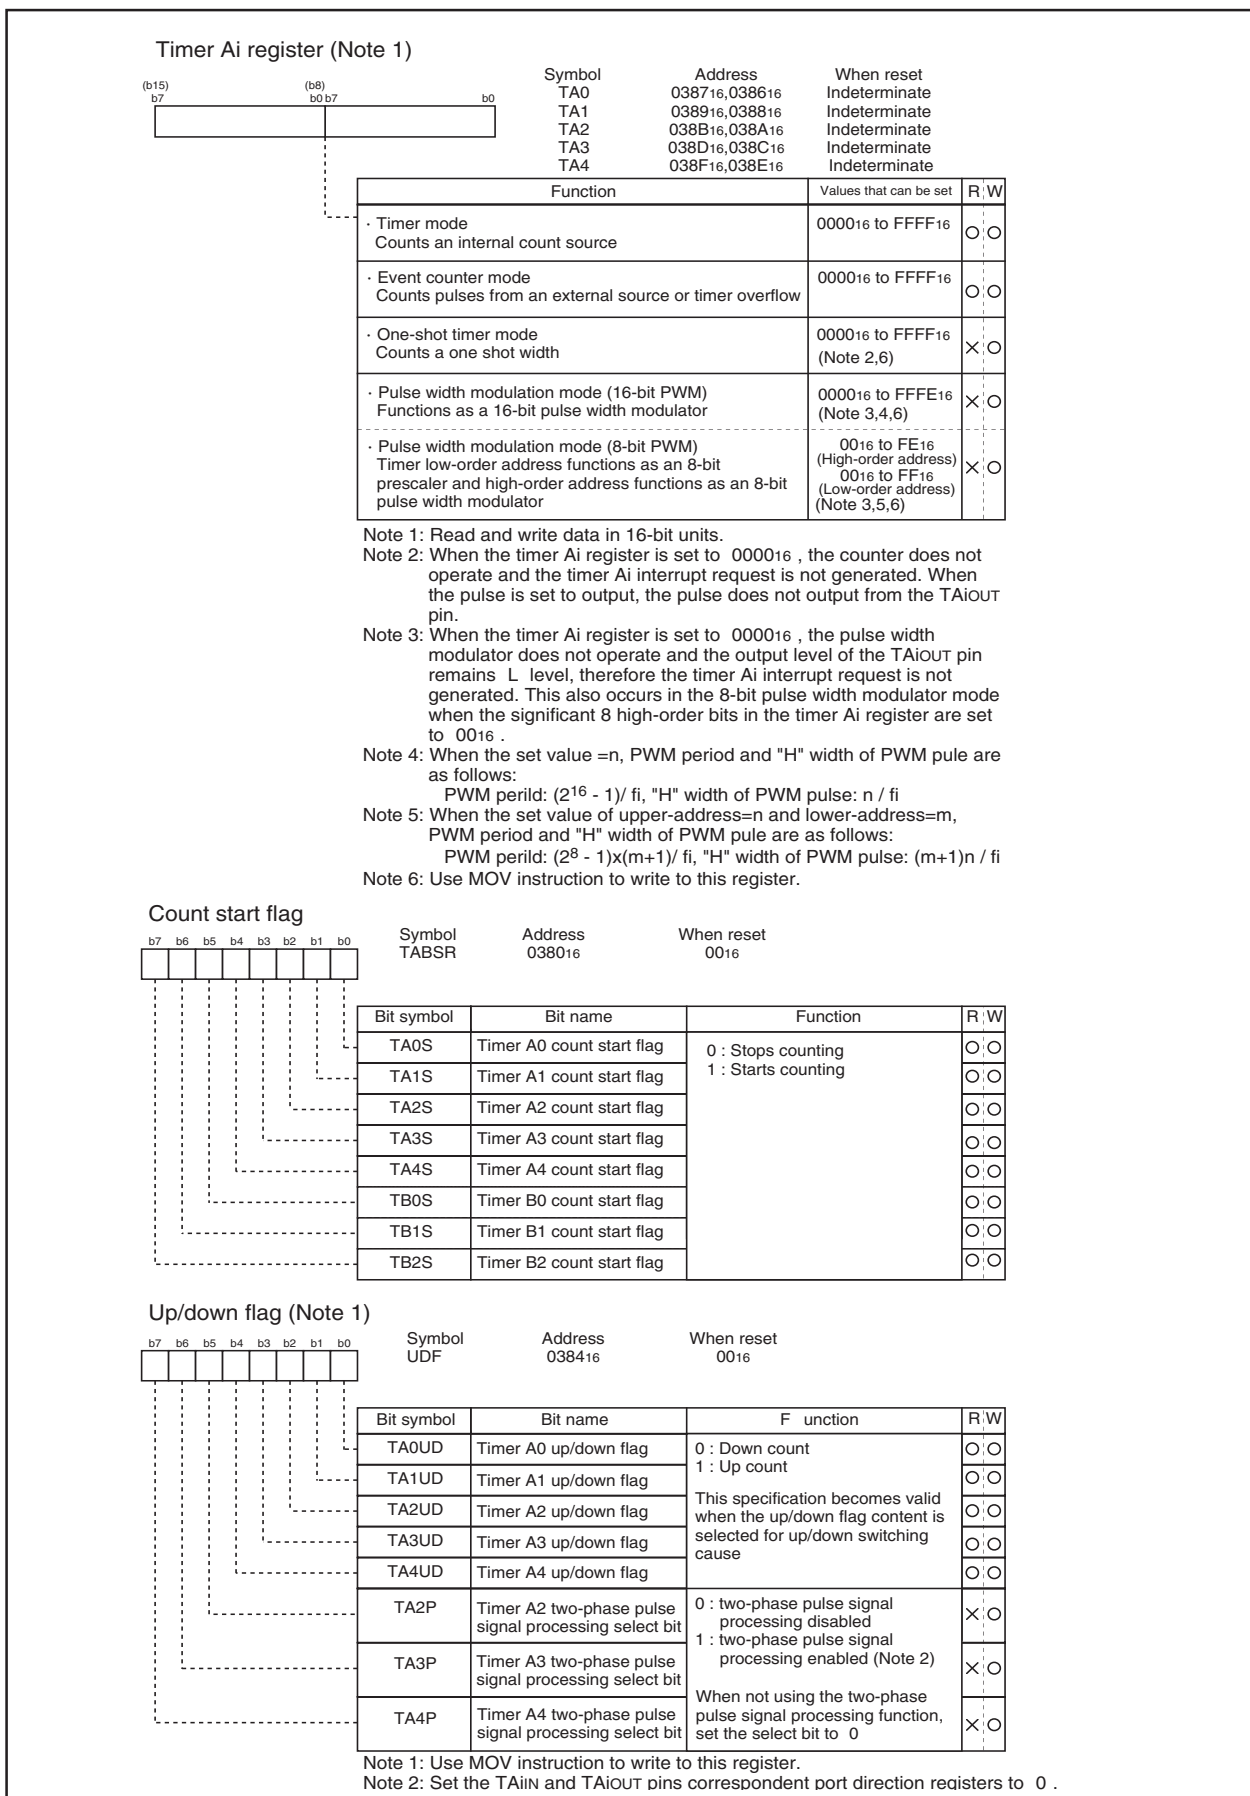 Timer Ai register (Note 1)
(b15) (b8)
b7 b0 b7 b0
Symbol Address When reset
TA0 038716,038616 Indeterminate
TA1 038916,038816 Indeterminate
TA2 038B16,038A16 Indeterminate
TA3 038D16,038C16 Indeterminate
TA4 038F16,038E16 Indeterminate
Function Values that can be set R W
· Timer mode 000016 to FFFF16
Counts an internal count source
· Event counter mode 000016 to FFFF16
Counts pulses from an external source or timer overflow
· One-shot timer mode 000016 to FFFF16
Counts a one shot width (Note 2,6)
· Pulse width modulation mode (16-bit PWM) 000016 to FFFE16
Functions as a 16-bit pulse width modulator (Note 3,4,6)
· Pulse width modulation mode (8-bit PWM) 0016 to FE16
Timer low-order address functions as an 8-bit (High-order address)
prescaler and high-order address functions as an 8-bit 0016 to FF16
pulse width modulator (Low-order address)
(Note 3,5,6)
Note 1: Read and write data in 16-bit units.
Note 2: When the timer Ai register is set to 000016 , the counter does not
operate and the timer Ai interrupt request is not generated. When
the pulse is set to output, the pulse does not output from the TAiOUT
pin.
Note 3: When the timer Ai register is set to 000016 , the pulse width
modulator does not operate and the output level of the TAiOUT pin
remains L level, therefore the timer Ai interrupt request is not
generated. This also occurs in the 8-bit pulse width modulator mode
when the significant 8 high-order bits in the timer Ai register are set
to 0016 .
Note 4: When the set value =n, PWM period and "H" width of PWM pule are
as follows:
PWM perild: (216 - 1)/ fi, "H" width of PWM pulse: n / fi
Note 5: When the set value of upper-address=n and lower-address=m,
PWM period and "H" width of PWM pule are as follows:
PWM perild: (28 - 1)x(m+1)/ fi, "H" width of PWM pulse: (m+1)n / fi
Note 6: Use MOV instruction to write to this register.
Count start flag
b7 b6 b5 b4 b3 b2 b1 b0
Symbol Address When reset
TABSR 038016 0016
Bit symbol Bit name Function R W
TA0S Timer A0 count start flag 0 : Stops counting
TA1S Timer A1 count start flag 1 : Starts counting
TA2S Timer A2 count start flag
TA3S Timer A3 count start flag
TA4S Timer A4 count start flag
TB0S Timer B0 count start flag
TB1S Timer B1 count start flag
TB2S Timer B2 count start flag
Up/down flag (Note 1)
b7 b6 b5 b4 b3 b2 b1 b0
Symbol Address When reset
UDF 038416 0016
Bit symbol Bit name F unction R W
TA0UD Timer A0 up/down flag 0 : Down count
TA1UD Timer A1 up/down flag 1 : Up count
TA2UD Timer A2 up/down flag This specification becomes valid
when the up/down flag content is
TA3UD Timer A3 up/down flag selected for up/down switching
cause
TA4UD Timer A4 up/down flag
TA2P Timer A2 two-phase pulse 0 : two-phase pulse signal
signal processing select bit processing disabled
1 : two-phase pulse signal
TA3P Timer A3 two-phase pulse processing enabled (Note 2)
signal processing select bit
When not using the two-phase
TA4P Timer A4 two-phase pulse pulse signal processing function,
signal processing select bit set the select bit to 0
Note 1: Use MOV instruction to write to this register.
Note 2: Set the TAiIN and TAiOUT pins correspondent port direction registers to 0 .